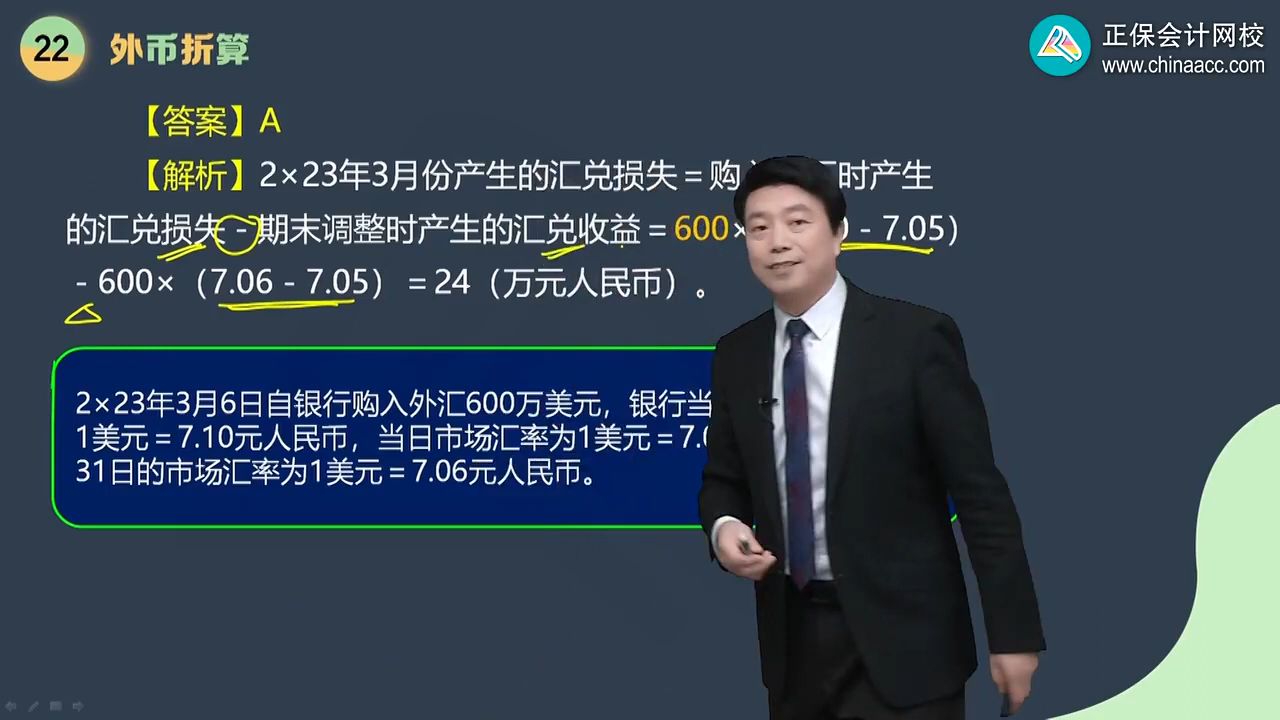 22 外币折算
正保会计网校
www.chinaacc.com
【答案】A
【解析】2×23年3月份产生的汇兑损失＝购 时产生
的汇兑损失－期末调整时产生的汇兑收益＝600× －7.05）
－600×（7.06－7.05）＝24（万元人民币）。
2×23年3月6日自银行购入外汇600万美元，银行当
1美元＝7.10元人民币，当日市场汇率为1美元＝7.0
31日的市场汇率为1美元＝7.06元人民币。